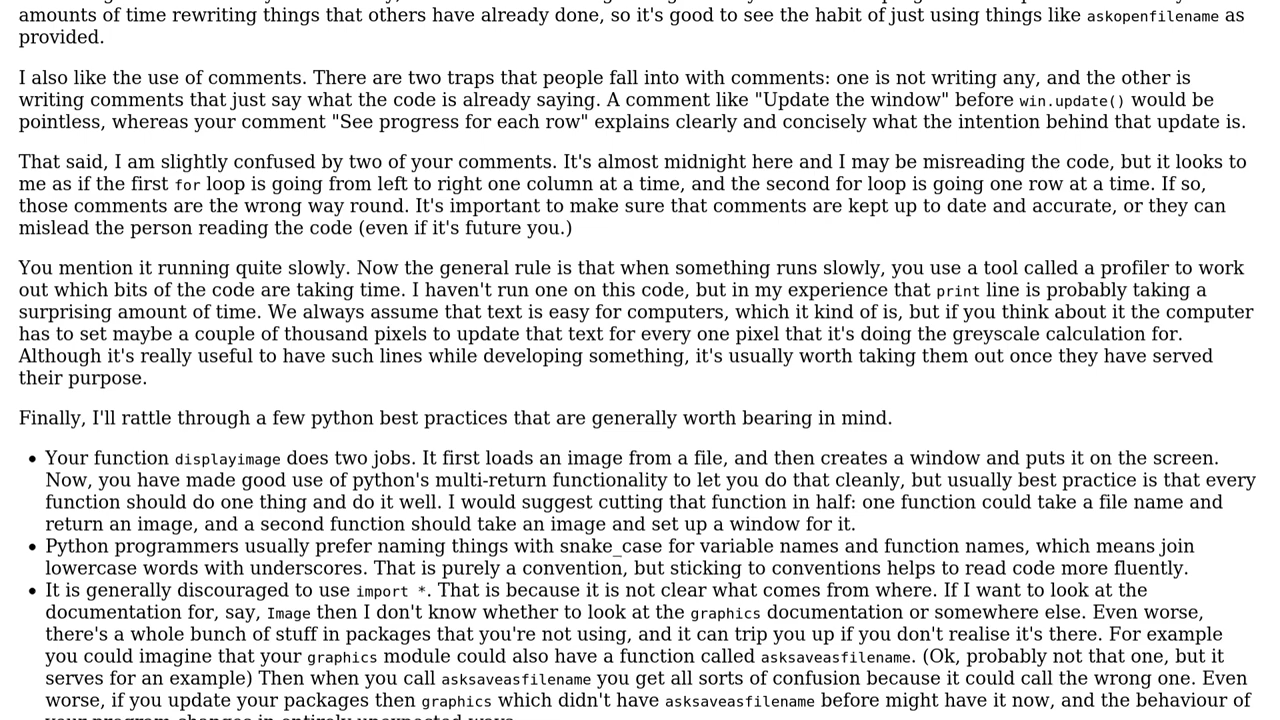 amounts of time rewriting things that others have already done, so it's good to see the habit of just using things like askopenfilename as
provided.
I also like the use of comments. There are two traps that people fall into with comments: one is not writing any, and the other is
writing comments that just say what the code is already saying. A comment like "Update the window" before win.update() would be
pointless, whereas your comment "See progress for each row" explains clearly and concisely what the intention behind that update is.
That said, I am slightly confused by two of your comments. It's almost midnight here and I may be misreading the code, but it looks to
me as if the first for loop is going from left to right one column at a time, and the second for loop is going one row at a time. If so,
those comments are the wrong way round. It's important to make sure that comments are kept up to date and accurate, or they can
mislead the person reading the code (even if it's future you.)
You mention it running quite slowly. Now the general rule is that when something runs slowly, you use a tool called a profiler to work
out which bits of the code are taking time. I haven't run one on this code, but in my experience that print line is probably taking a
surprising amount of time. We always assume that text is easy for computers, which it kind of is, but if you think about it the computer
has to set maybe a couple of thousand pixels to update that text for every one pixel that it's doing the greyscale calculation for.
Although it's really useful to have such lines while developing something, it's usually worth taking them out once they have served
their purpose.
Finally, I'll rattle through a few python best practices that are generally worth bearing in mind.
• Your function displayimage does two jobs. It first loads an image from a file, and then creates a window and puts it on the screen.
Now, you have made good use of python's multi-return functionality to let you do that cleanly, but usually best practice is that every
function should do one thing and do it well. I would suggest cutting that function in half: one function could take a file name and
return an image, and a second function should take an image and set up a window for it.
• Python programmers usually prefer naming things with snake_case for variable names and function names, which means join
lowercase words with underscores. That is purely a convention, but sticking to conventions helps to read code more fluently.
• It is generally discouraged to use import *. That is because it is not clear what comes from where. If I want to look at the
documentation for, say, Image then I don't know whether to look at the graphics documentation or somewhere else. Even worse,
there's a whole bunch of stuff in packages that you're not using, and it can trip you up if you don't realise it's there. For example
you could imagine that your graphics module could also have a function called asksaveasfilename. (Ok, probably not that one, but it
serves for an example) Then when you call asksaveasfilename you get all sorts of confusion because it could call the wrong one. Even
worse, if you update your packages then graphics which didn't have asksaveasfilename before might have it now, and the behaviour of
your program changes in entirely unexpected ways.